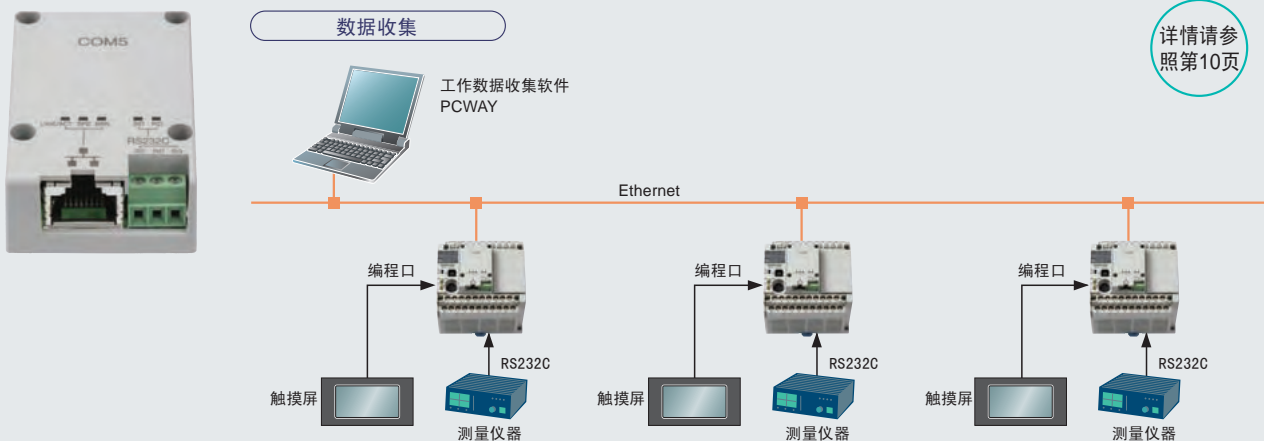 COM5
RS232C
数据收集
详情请参
照第10页
工作数据收集软件
PCWAY
Ethernet
编程口
编程口
编程口
RS232C
RS232C
RS232C
触摸屏
触摸屏
触摸屏
测量仪器
测量仪器
测量仪器